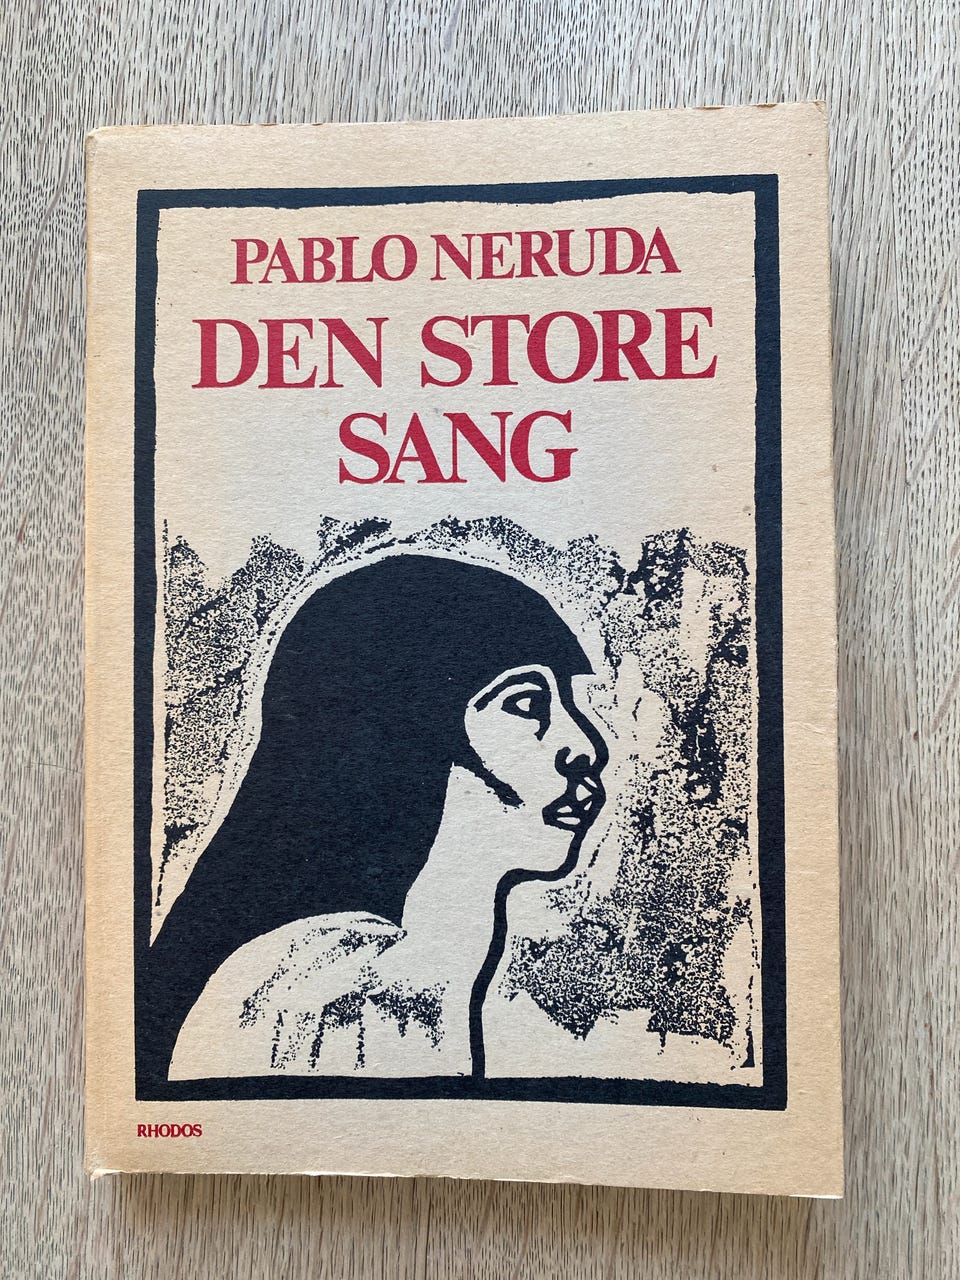 PABLO NERUDA
DEN STORE
SANG
RHODOS